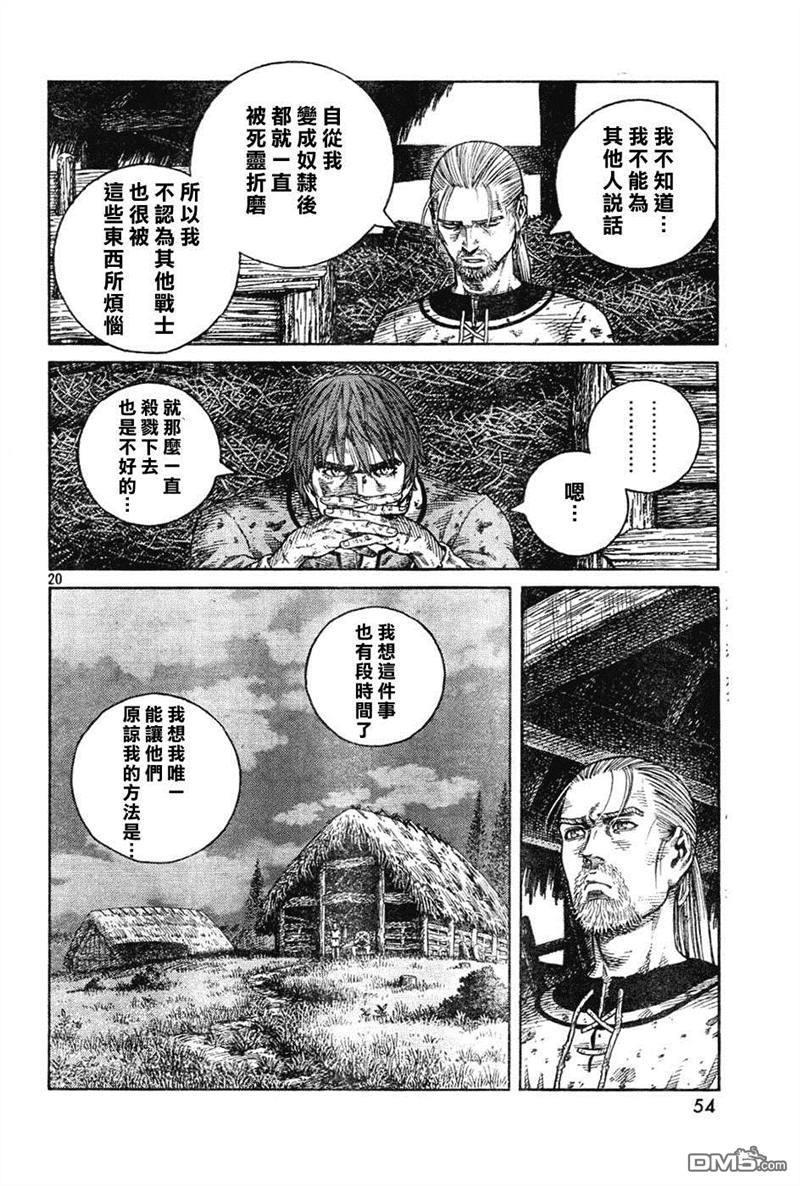 我不知道…
我不能為
其他人説話
自從我
變成奴隸後
都就一直
被死靈折磨
所以我
不認為其他戰士
也很被
這些東西所煩惱
………
………
嗯…
就那麼一直
殺戮下去
也是不好的…
20
我想這件事
也有段時間了
我想我唯一
能讓他們
原諒我的方法是…
54
DM5.com